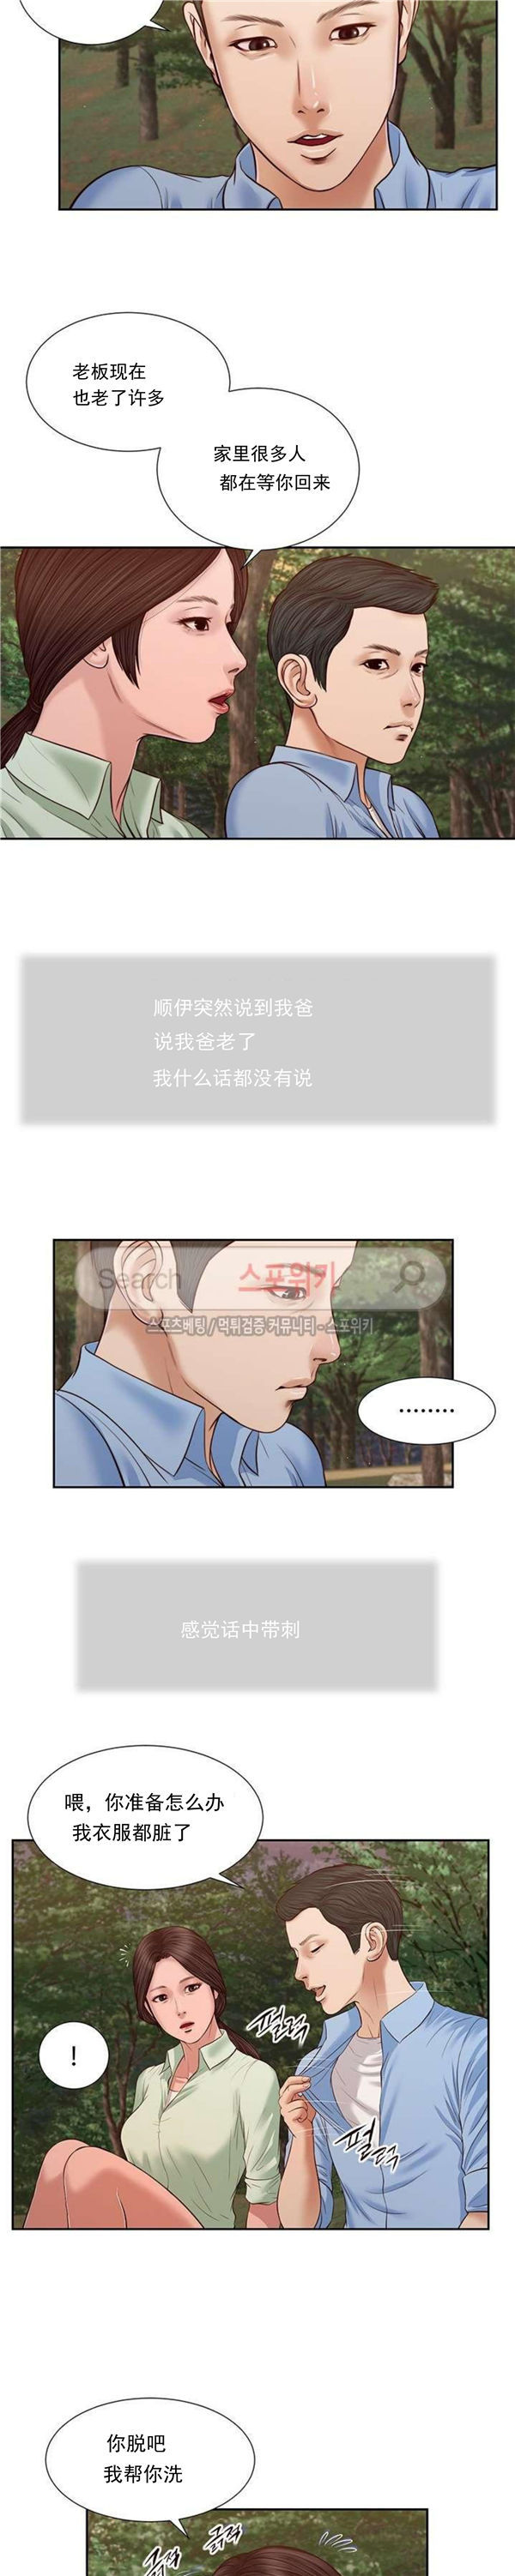 老板现在
也老了许多
家里很多人
都在等你回来
顺伊突然说到我爸
说我爸老了
我什么话都没有说
Search 스포위키
스포츠베팅/먹튀검증 커뮤니티-스포위키
........
感觉话中带刺
喂，你准备怎么办
我衣服都脏了
!
펄럭
펄럭
你脱吧
我帮你洗
긁적
긁적